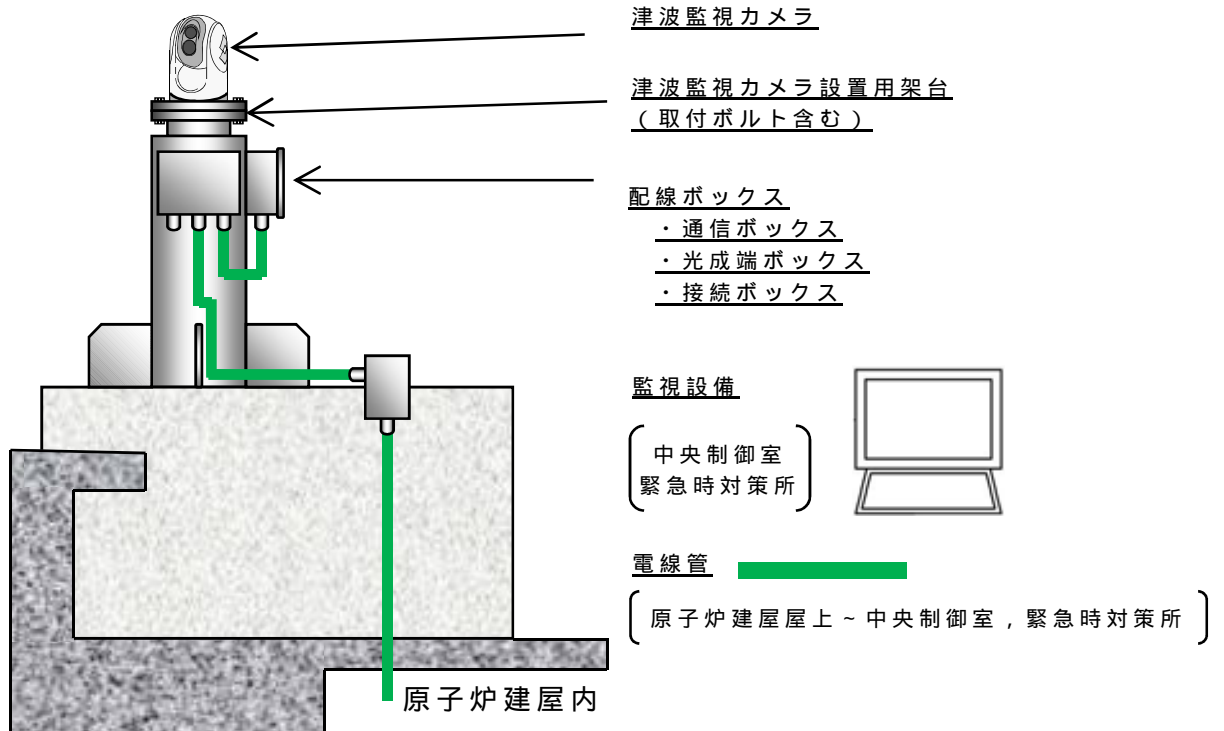 津波監視カメラ
津波監視カメラ設置用架台
(取付ボルト含む)
配線ボックス
・通信ボックス
・光成端ボックス
・接続ボックス
監視設備
中央制御室
緊急時対策所
電線管
原子炉建屋屋上~中央制御室,緊急時対策所
原子炉建屋内